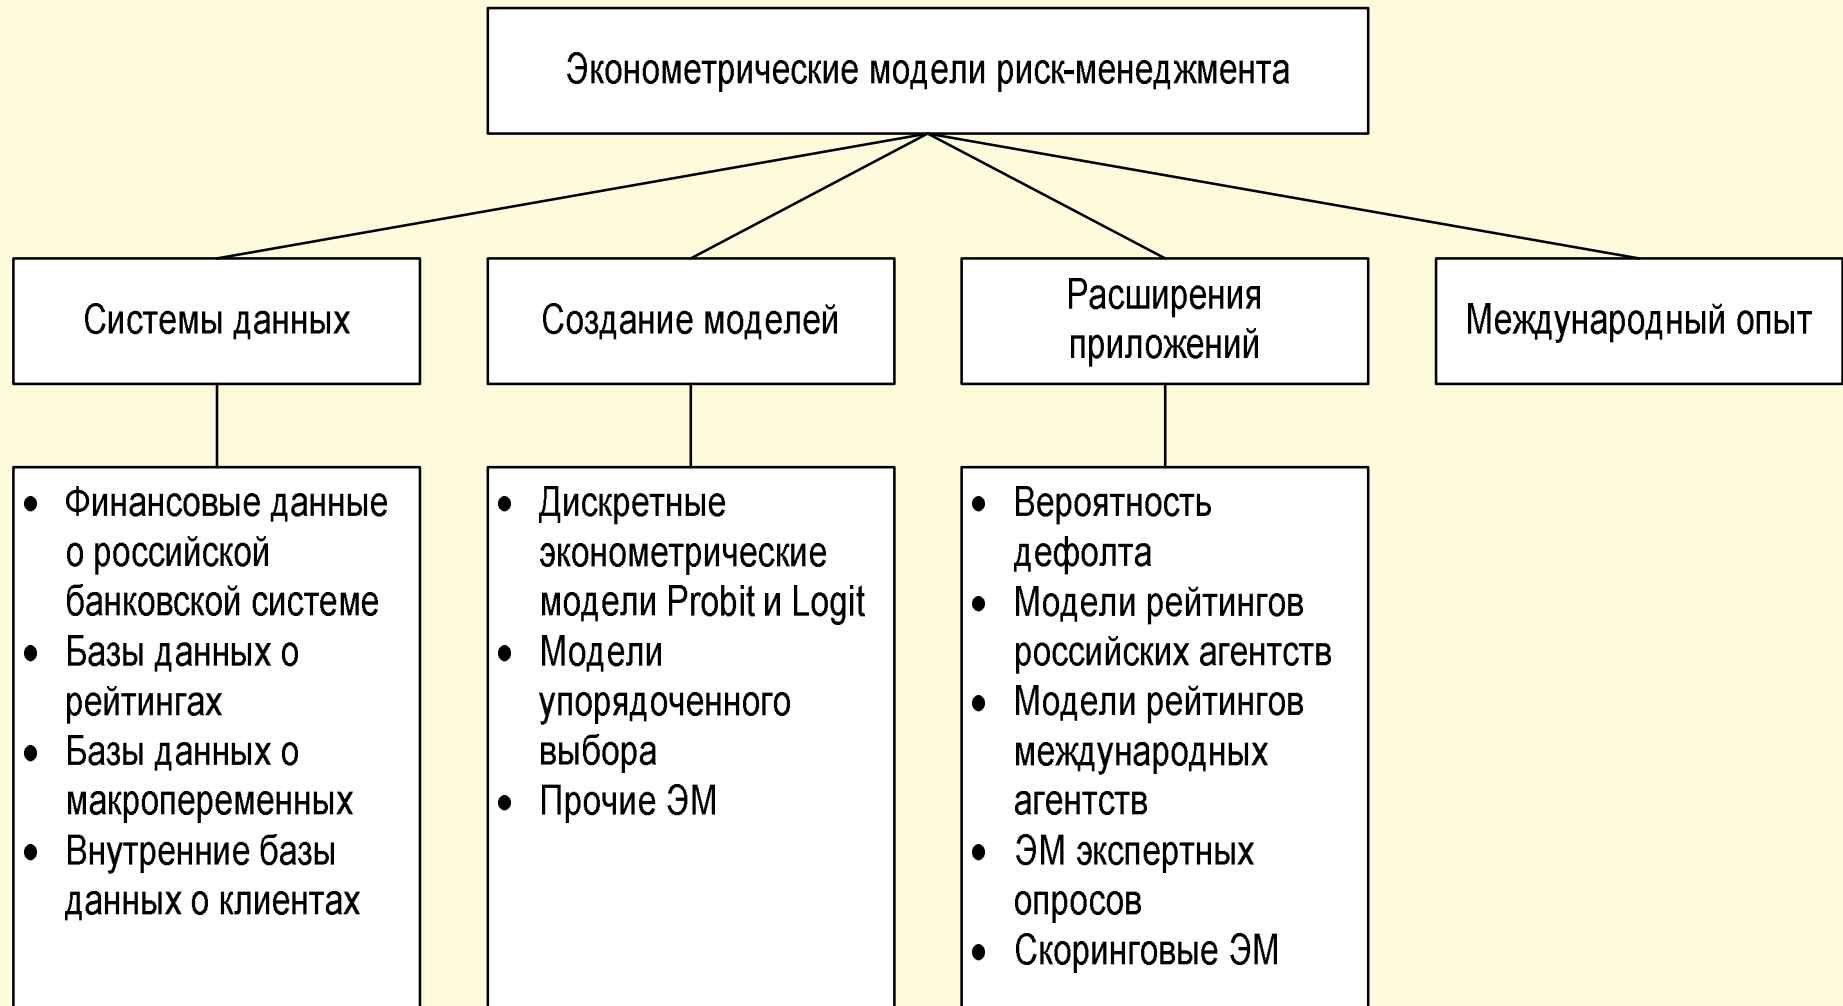 Эконометрические модели риск-менеджмента
Системы данных
Создание моделей
Расширения
приложений
Международный опыт
• Финансовые данные
о российской
банковской системе
• Базы данных о
рейтингах
• Базы данных о
макропеременных
• Внутренние базы
данных о клиентах
• Дискретные
эконометрические
модели Probit и Logit
• Модели
упорядоченного
выбора
• Прочие ЭМ
• Вероятность
дефолта
• Модели рейтингов
российских агентств
• Модели рейтингов
международных
агентств
• ЭМ экспертных
опросов
• Скоринговые ЭМ